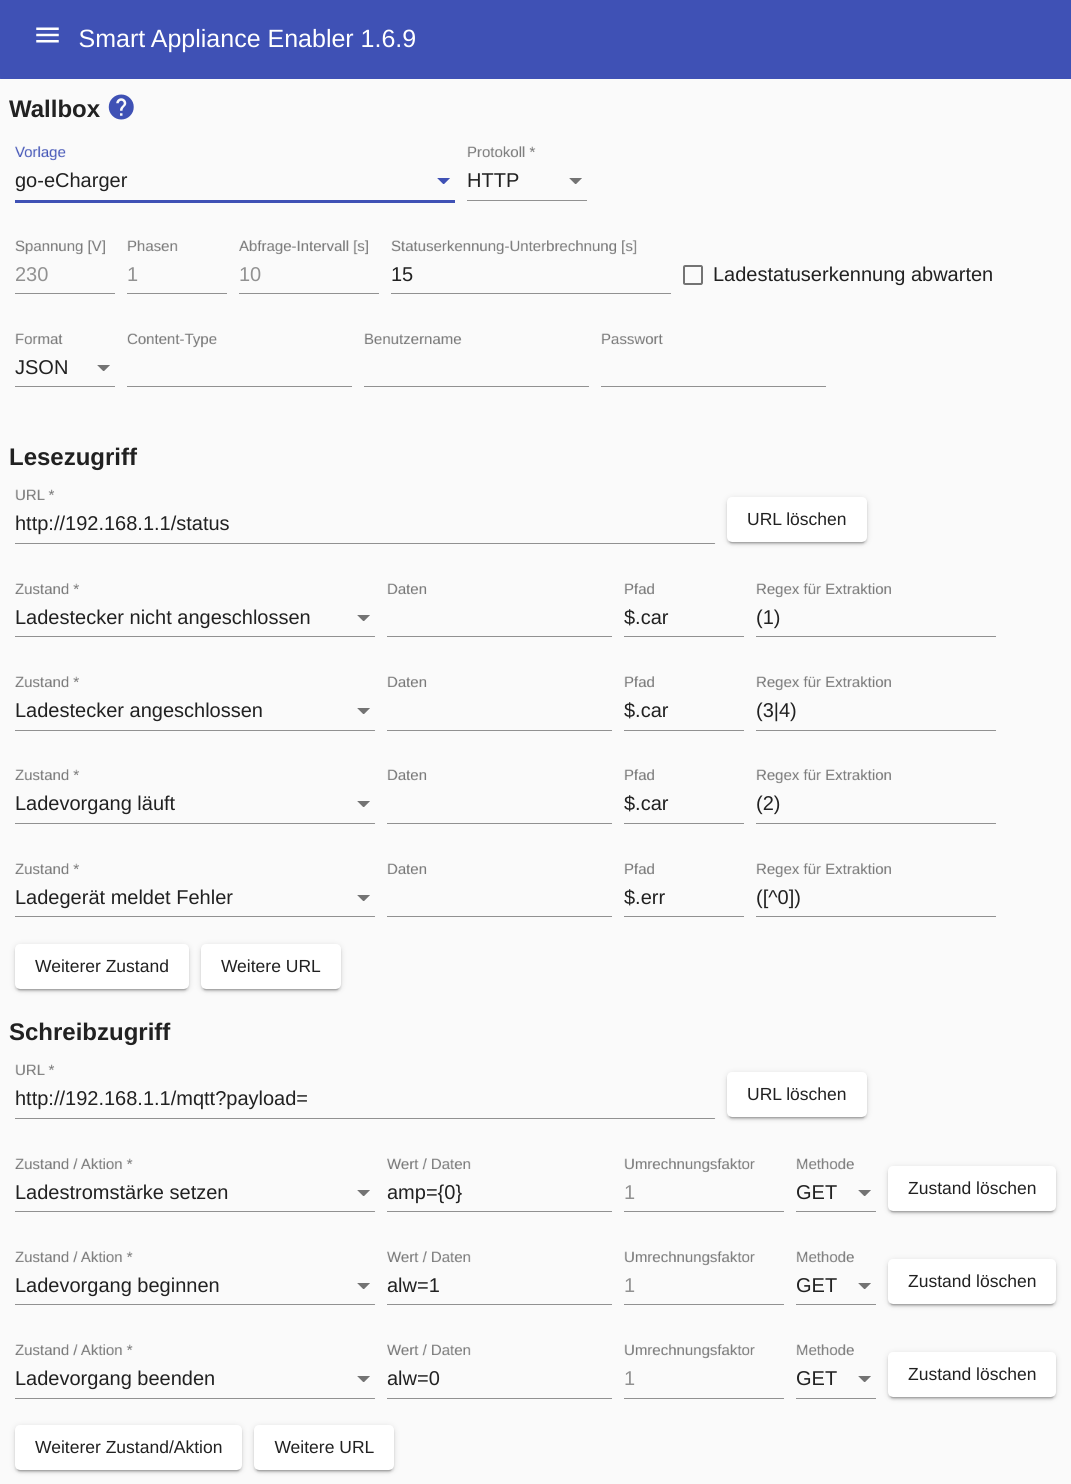 Smart Appliance Enabler 1.6.9
Wallbox
Vorlage Protokoll *
go-eCharger HTTP
Spannung [V] Phasen Abfrage-Intervall [s] Statuserkennung-Unterbrechnung [s]
230 1 10 15 Ladestatuserkennung abwarten
Format Content-Type Benutzername Passwort
JSON
Lesezugriff
URL *
http://192.168.1.1/status URL löschen
Zustand * Daten Pfad Regex für Extraktion
Ladestecker nicht angeschlossen $.car (1)
Zustand * Daten Pfad Regex für Extraktion
Ladestecker angeschlossen $.car (3|4)
Zustand * Daten Pfad Regex für Extraktion
Ladevorgang läuft $.car (2)
Zustand * Daten Pfad Regex für Extraktion
Ladegerät meldet Fehler $.err ([^0])
Weiterer Zustand Weitere URL
Schreibzugriff
URL *
http://192.168.1.1/mqtt?payload= URL löschen
Zustand / Aktion * Wert / Daten Umrechnungsfaktor Methode
Ladestromstärke setzen amp={0} 1 GET Zustand löschen
Zustand / Aktion * Wert / Daten Umrechnungsfaktor Methode
Ladevorgang beginnen alw=1 1 GET Zustand löschen
Zustand / Aktion * Wert / Daten Umrechnungsfaktor Methode
Ladevorgang beenden alw=0 1 GET Zustand löschen
Weiterer Zustand/Aktion Weitere URL